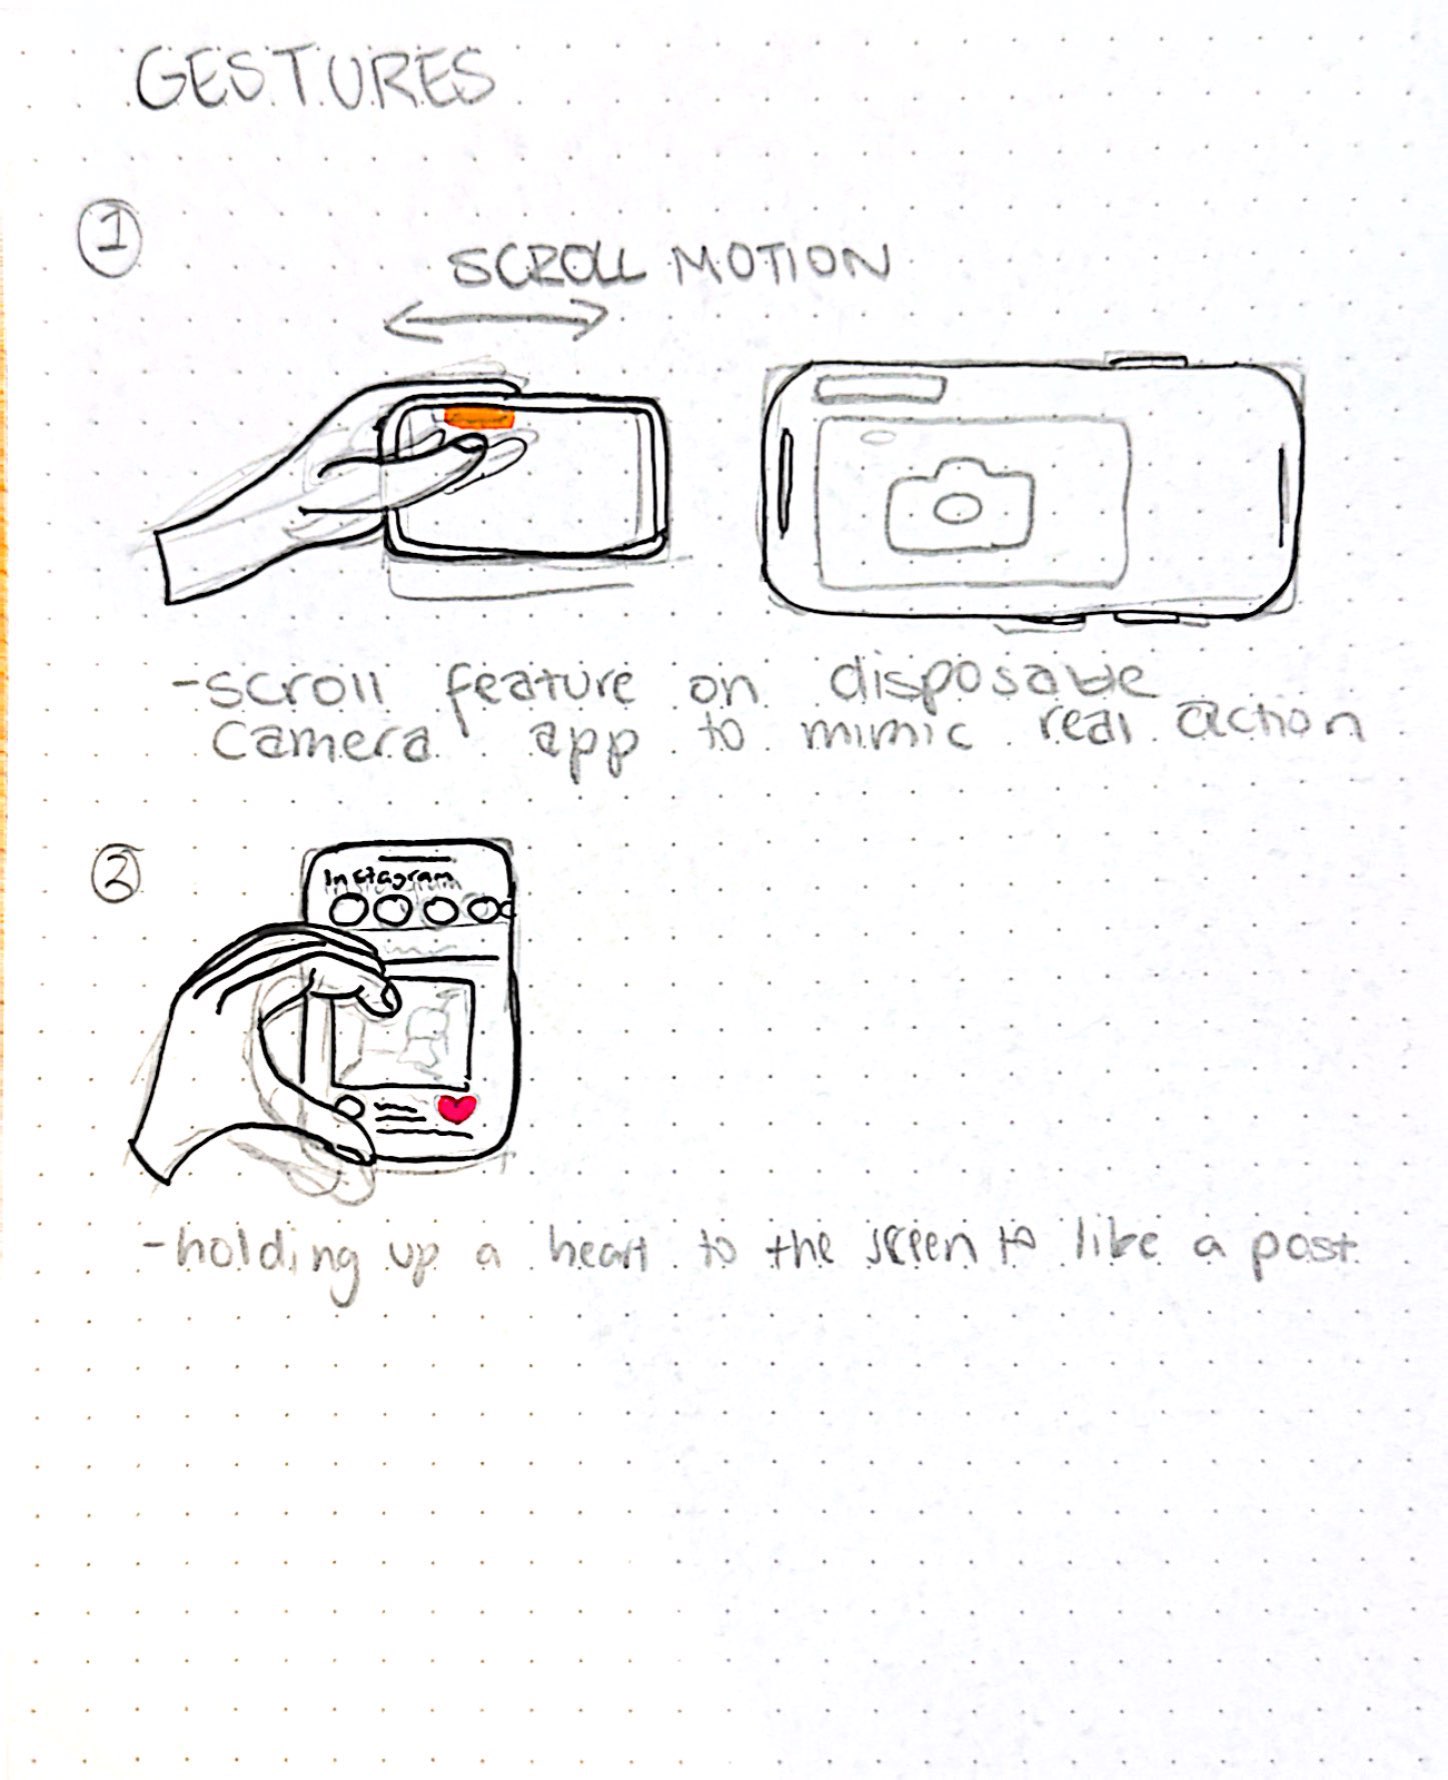 GESTURES
1
SCROLL MOTION
-scroll feature on disposable
camera app to mimic real action
2
Instagram
-holding up a heart to the screen to like a post